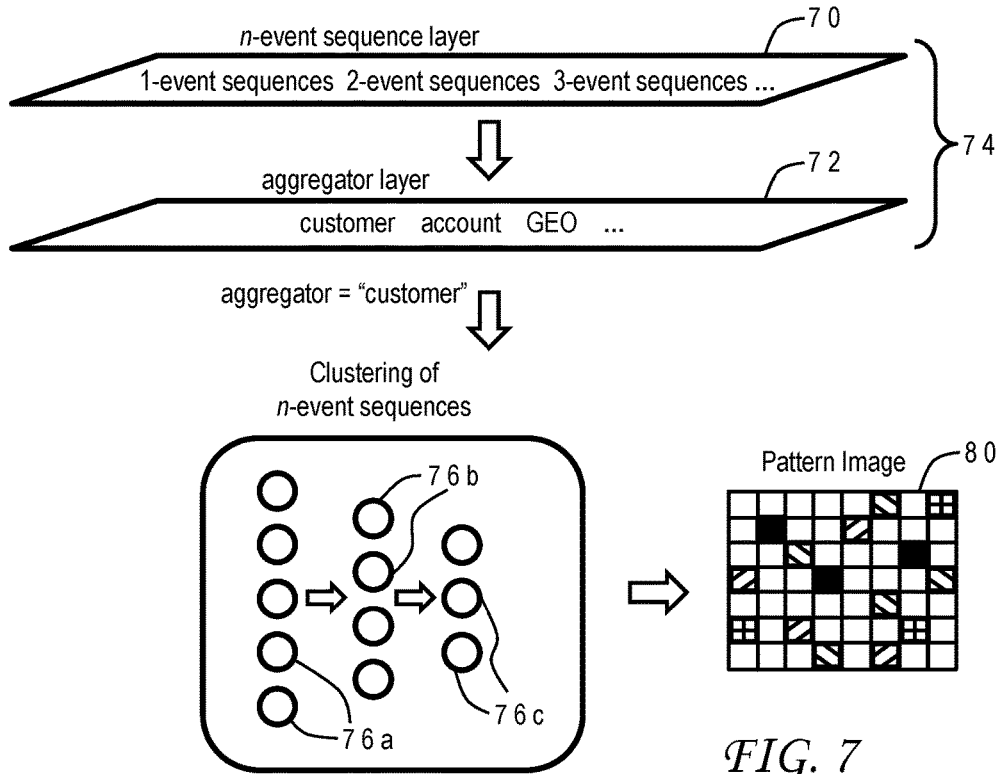 70
n-event sequence layer
1-event sequences 2-event sequences 3-event sequences ...
74
72
aggregator layer
customer account GEO ...
aggregator = “customer”
Clustering of
n-event sequences
76b
Pattern Image
80
76c
76a
FIG. 7